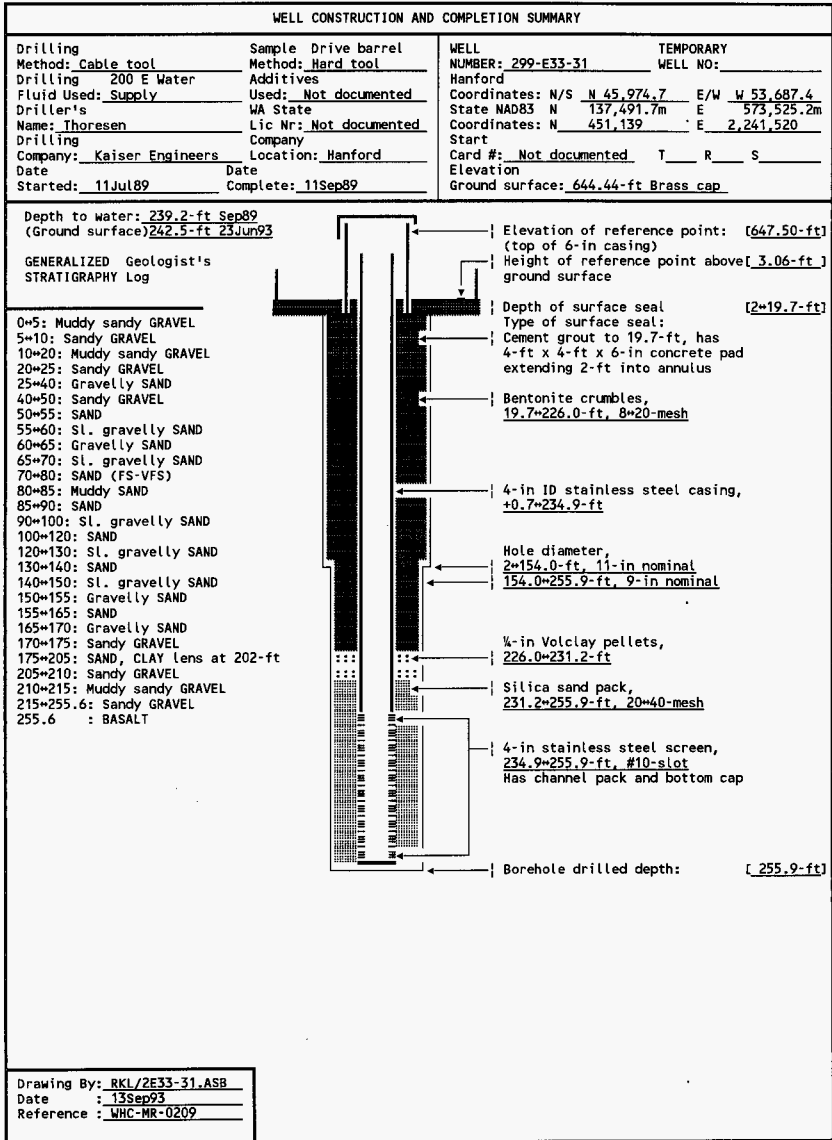 WELL CONSTRUCTION AND COMPLETION SUMMARY
Drilling Sample Drive barrel
Method: Cable tool Method: Hard tool
Drilling 200 E Water Additives
Fluid Used: Supply Used: Not documented
Driller's WA State
Name: Thoresen Lic Nr: Not documented
Drilling Company
Company: Kaiser Engineers Location: Hanford
Date Date
Started: 11Jul89 Complete: 11Sep89
WELL TEMPORARY
NUMBER: 299-E33-31 WELL NO:
Hanford
Coordinates: N/S N 45,974.7 E/W W 53,687.4
State NAD83 N 137,491.7m E 573,525.2m
Coordinates: N 451,139 E 2,241,520
Start
Card #: Not documented T R S
Elevation
Ground surface: 644.44-ft Brass cap
Depth to water: 239.2-ft Sep89
(Ground surface)242.5-ft 23Jun93
GENERALIZED Geologist's
STRATIGRAPHY Log
0↔5: Muddy sandy GRAVEL
5↔10: Sandy GRAVEL
10↔20: Muddy sandy GRAVEL
20↔25: Sandy GRAVEL
25↔40: Gravelly SAND
40↔50: Sandy GRAVEL
50↔55: SAND
55↔60: Sl. gravelly SAND
60↔65: Gravelly SAND
65↔70: Sl. gravelly SAND
70↔80: SAND (FS-VFS)
80↔85: Muddy SAND
85↔90: SAND
90↔100: Sl. gravelly SAND
100↔120: SAND
120↔130: Sl. gravelly SAND
130↔140: SAND
140↔150: Sl. gravelly SAND
150↔155: Gravelly SAND
155↔165: SAND
165↔170: Gravelly SAND
170↔175: Sandy GRAVEL
175↔205: SAND, CLAY lens at 202-ft
205↔210: Sandy GRAVEL
210↔215: Muddy sandy GRAVEL
215↔255.6: Sandy GRAVEL
255.6 : BASALT
Elevation of reference point: [647.50-ft]
(top of 6-in casing)
Height of reference point above[ 3.06-ft ]
ground surface
Depth of surface seal [2↔19.7-ft]
Type of surface seal:
Cement grout to 19.7-ft, has
4-ft x 4-ft x 6-in concrete pad
extending 2-ft into annulus
Bentonite crumbles,
19.7↔226.0-ft, 8↔20-mesh
4-in ID stainless steel casing,
+0.7↔234.9-ft
Hole diameter,
2↔154.0-ft, 11-in nominal
154.0↔255.9-ft, 9-in nominal
¼-in Volclay pellets,
226.0↔231.2-ft
Silica sand pack,
231.2↔255.9-ft, 20↔40-mesh
4-in stainless steel screen,
234.9↔255.9-ft, #10-slot
Has channel pack and bottom cap
Borehole drilled depth: [ 255.9-ft]
Drawing By: RKL/2E33-31.ASB
Date : 13Sep93
Reference : WHC-MR-0209